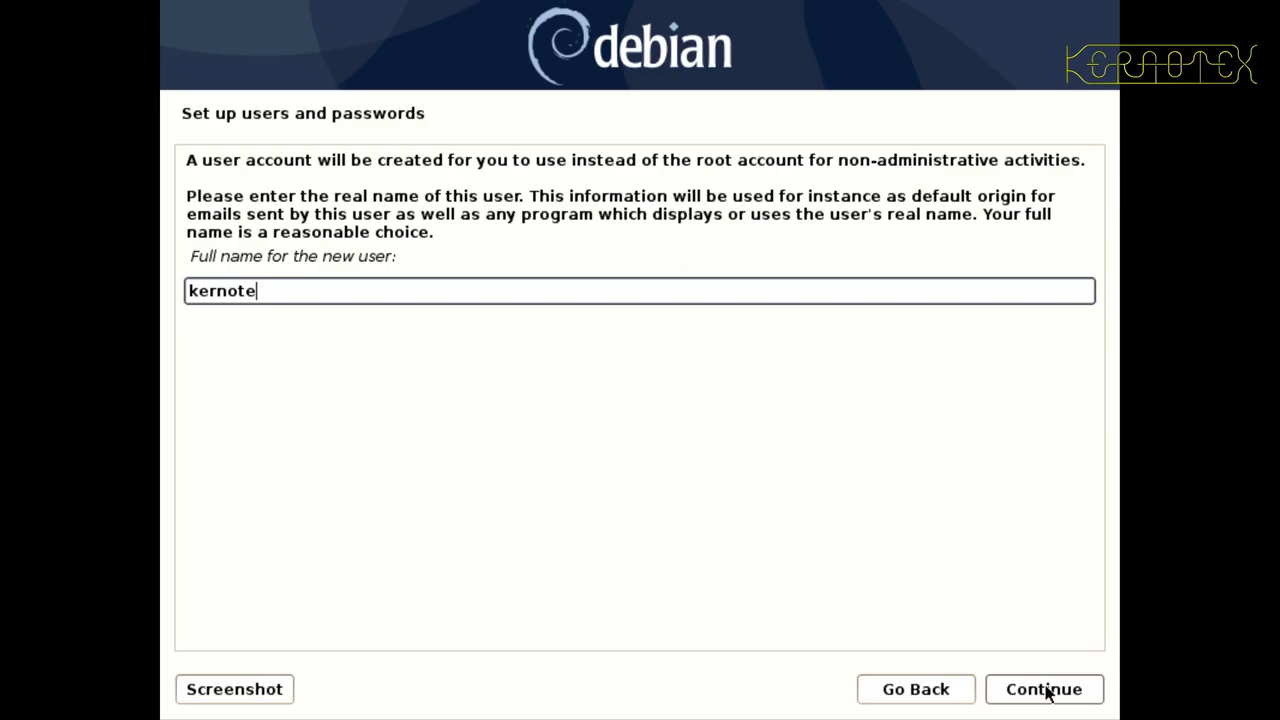 debian
KERNOTEX
Set up users and passwords
A user account will be created for you to use instead of the root account for non-administrative activities.
Please enter the real name of this user. This information will be used for instance as default origin for
emails sent by this user as well as any program which displays or uses the user's real name. Your full
name is a reasonable choice.
Full name for the new user:
kernote
Screenshot
Go Back
Continue